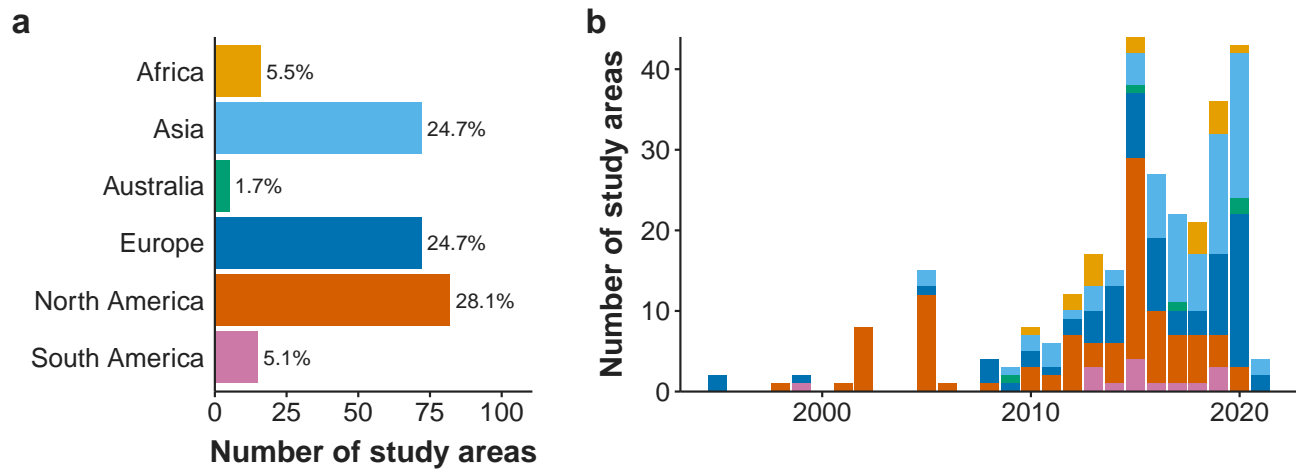 a
Africa 5.5%
Asia 24.7%
Australia 1.7%
Europe 24.7%
North America 28.1%
South America 5.1%
0 25 50 75 100
Number of study areas
b
Number of study areas
40
30
20
10
0
2000 2010 2020